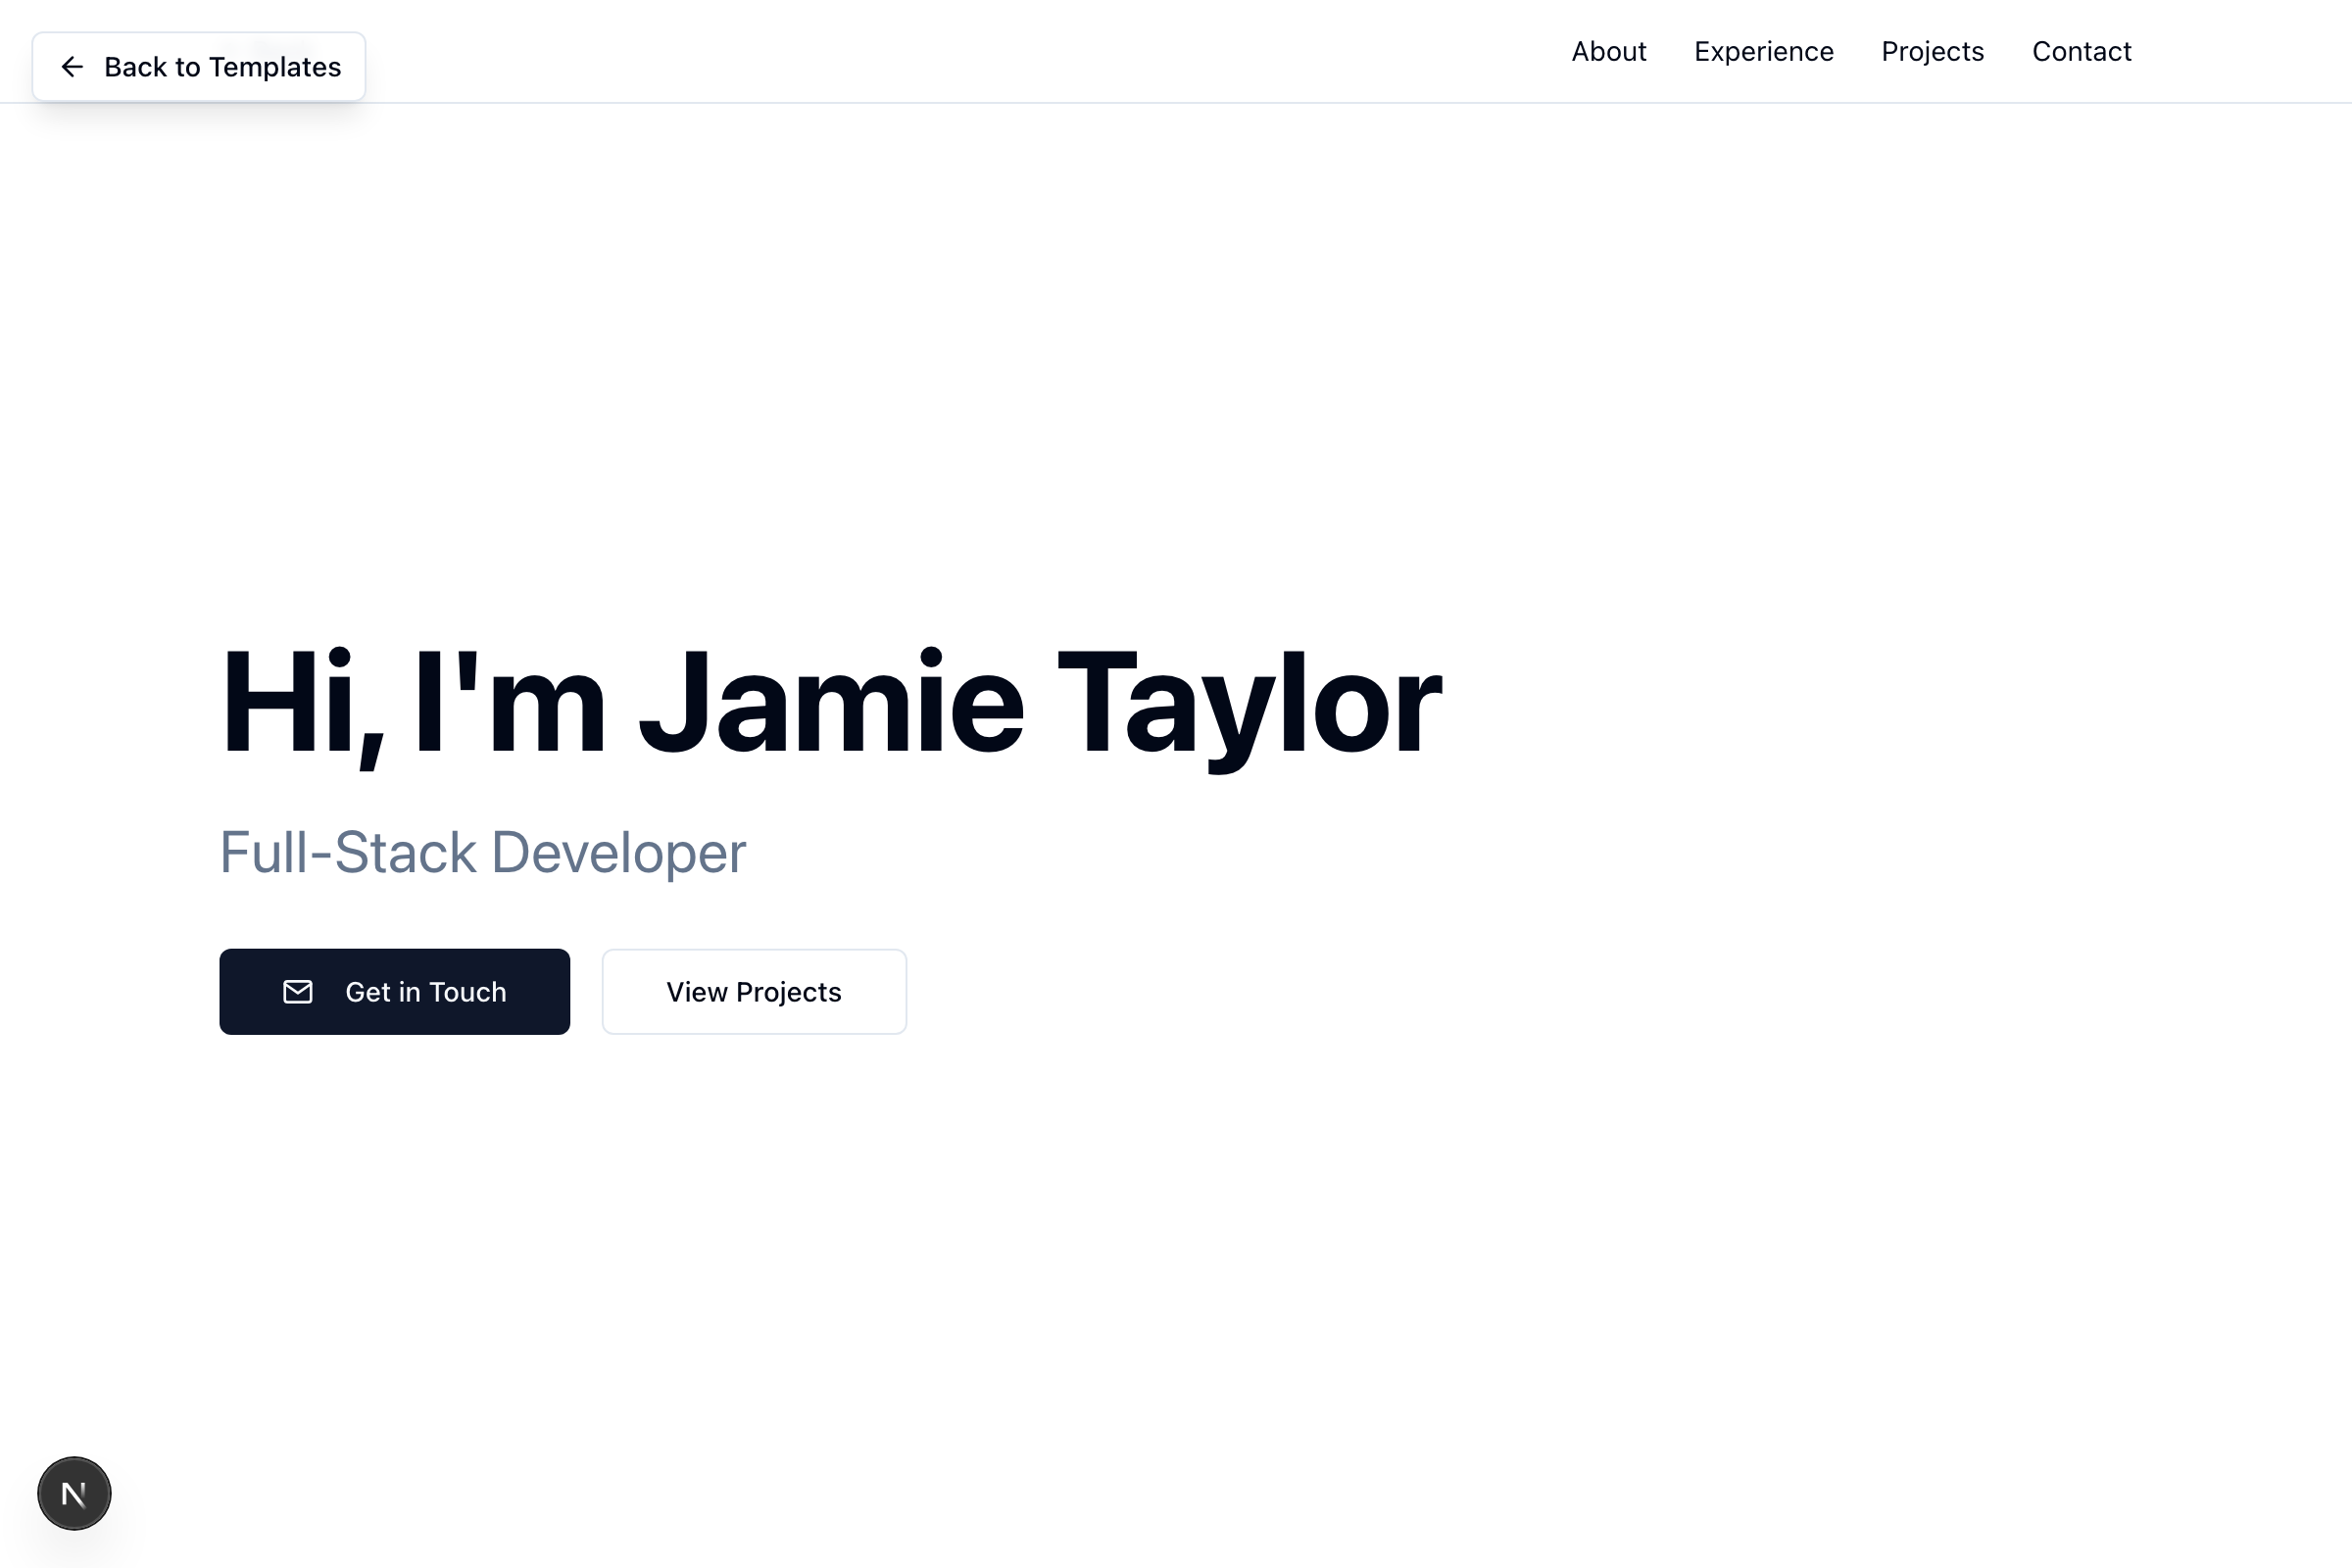 Back to Templates
About Experience Projects Contact
Hi, I'm Jamie Taylor
Full-Stack Developer
Get in Touch
View Projects
N